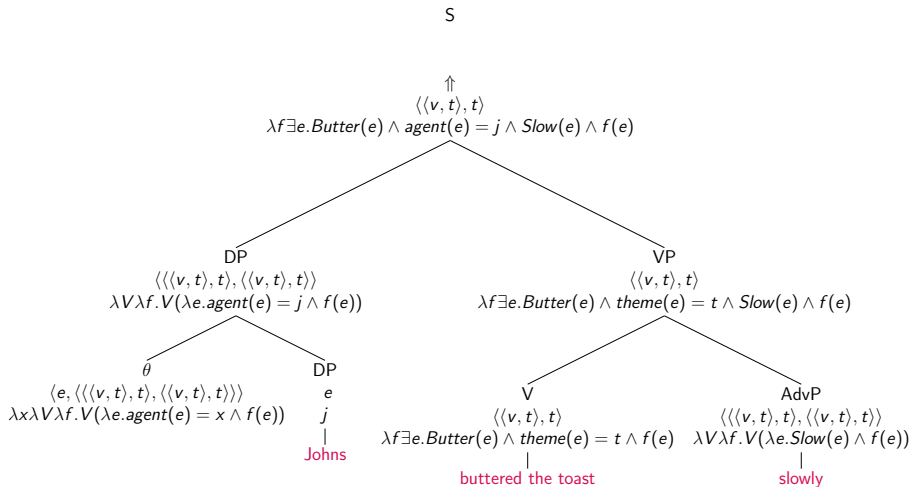 S
⇑
⟨⟨v, t⟩, t⟩
λf∃e.Butter(e) ∧ agent(e) = j ∧ Slow(e) ∧ f(e)
DP
⟨⟨⟨v, t⟩, t⟩, ⟨⟨v, t⟩, t⟩⟩
λVλf.V(λe.agent(e) = j ∧ f(e))
VP
⟨⟨v, t⟩, t⟩
λf∃e.Butter(e) ∧ theme(e) = t ∧ Slow(e) ∧ f(e)
θ
⟨e, ⟨⟨⟨v, t⟩, t⟩, ⟨⟨v, t⟩, t⟩⟩⟩
λxλVλf.V(λe.agent(e) = x ∧ f(e))
DP
e
j
Johns
V
⟨⟨v, t⟩, t⟩
λf∃e.Butter(e) ∧ theme(e) = t ∧ f(e)
buttered the toast
AdvP
⟨⟨⟨v, t⟩, t⟩, ⟨⟨v, t⟩, t⟩⟩
λVλf.V(λe.Slow(e) ∧ f(e))
slowly